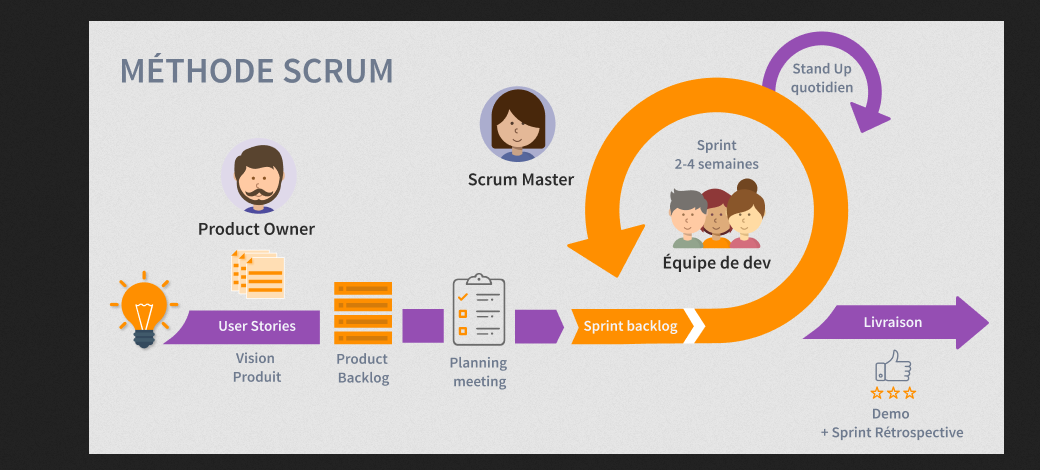 MÉTHODE SCRUM
Stand Up
quotidien
Sprint
2-4 semaines
Scrum Master
Product Owner
Équipe de dev
User Stories
Sprint backlog
Livraison
Vision
Produit
Product
Backlog
Planning
meeting
Demo
+ Sprint Rétrospective